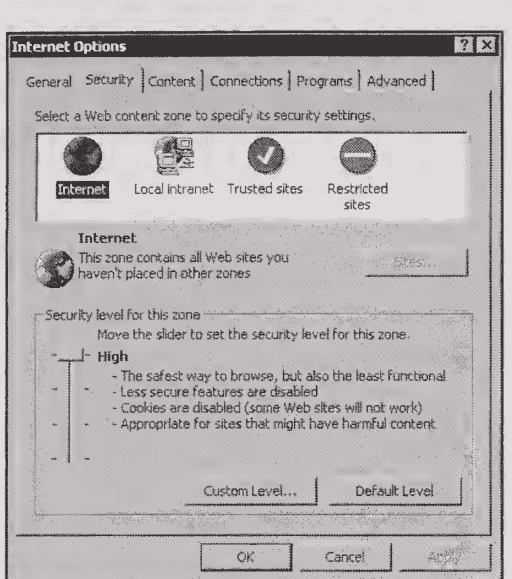 Internet Options
General Security Content Connections Programs Advanced
Select a Web content zone to specify its security settings.
Internet Local intranet Trusted sites Restricted
sites
Internet
This zone contains all Web sites you
haven't placed in other zones
Sites...
Security level for this zone
Move the slider to set the security level for this zone.
High
- The safest way to browse, but also the least functional
- Less secure features are disabled
- Cookies are disabled (some Web sites will not work)
- Appropriate for sites that might have harmful content
Custom Level... Default Level
OK Cancel Apply